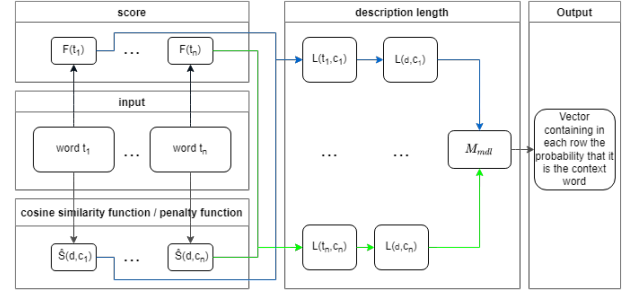 score
F(t₁)
...
F(tₙ)
input
word t₁
...
word tₙ
cosine similarity function / penalty function
Ŝ(d,c₁)
...
Ŝ(d,cₙ)
description length
L(t₁,c₁)
L(d,c₁)
...
...
M_mdl
L(tₙ,cₙ)
L(d,cₙ)
Output
Vector
containing in
each row the
probability that it
is the context
word